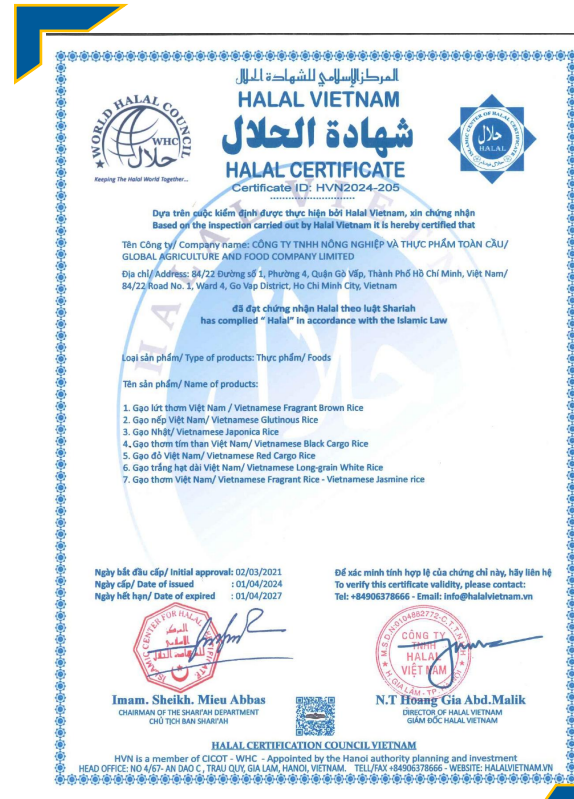 المركز الإسلامي للشهادة الحلال
HALAL VIETNAM
شهادة الحلال
HALAL CERTIFICATE
Certificate ID: HVN2024-205
WORLD HALAL COUNCIL
WHC
حلال
Keeping The Halal World Together...
ISLAMIC CENTER OF HALAL CERTIFICATE
حلال
HALAL
Dựa trên cuộc kiểm định được thực hiện bởi Halal Vietnam, xin chứng nhận
Based on the inspection carried out by Halal Vietnam it is hereby certified that
Tên Công ty/ Company name: CÔNG TY TNHH NÔNG NGHIỆP VÀ THỰC PHẨM TOÀN CẦU/
GLOBAL AGRICULTURE AND FOOD COMPANY LIMITED
Địa chỉ/ Address: 84/22 Đường số 1, Phường 4, Quận Gò Vấp, Thành Phố Hồ Chí Minh, Việt Nam/
84/22 Road No. 1, Ward 4, Go Vap District, Ho Chi Minh City, Vietnam
đã đạt chứng nhận Halal theo luật Shariah
has complied “ Halal” in accordance with the Islamic Law
Loại sản phẩm/ Type of products: Thực phẩm/ Foods
Tên sản phẩm/ Name of products:
1. Gạo lứt thơm Việt Nam / Vietnamese Fragrant Brown Rice
2. Gạo nếp Việt Nam/ Vietnamese Glutinous Rice
3. Gạo Nhật/ Vietnamese Japonica Rice
4. Gạo thơm tím than Việt Nam/ Vietnamese Black Cargo Rice
5. Gạo đỏ Việt Nam/ Vietnamese Red Cargo Rice
6. Gạo trắng hạt dài Việt Nam/ Vietnamese Long-grain White Rice
7. Gạo thơm Việt Nam/ Vietnamese Fragrant Rice - Vietnamese Jasmine rice
Ngày bắt đầu cấp/ Initial approval: 02/03/2021
Ngày cấp/ Date of issued : 01/04/2024
Ngày hết hạn/ Date of expired : 01/04/2027
Để xác minh tính hợp lệ của chứng chỉ này, hãy liên hệ
To verify this certificate validity, please contact:
Tel: +84906378666 - Email: info@halalvietnam.vn
CÔNG TY
TNHH
HALAL
VIỆT NAM
Imam. Sheikh. Mieu Abbas
CHAIRMAN OF THE SHARI'AH DEPARTMENT
CHỦ TỊCH BAN SHARI'AH
N.T Hoang Gia Abd.Malik
DIRECTOR OF HALAL VIETNAM
GIÁM ĐỐC HALAL VIETNAM
HALAL CERTIFICATION COUNCIL VIETNAM
HVN is a member of CICOT - WHC - Appointed by the Hanoi authority planning and investment
HEAD OFFICE: NO 4/67- AN DAO C , TRAU QUY, GIA LAM, HANOI, VIETNAM. TELL/FAX +84906378666 - WEBSITE: HALALVIETNAM.VN